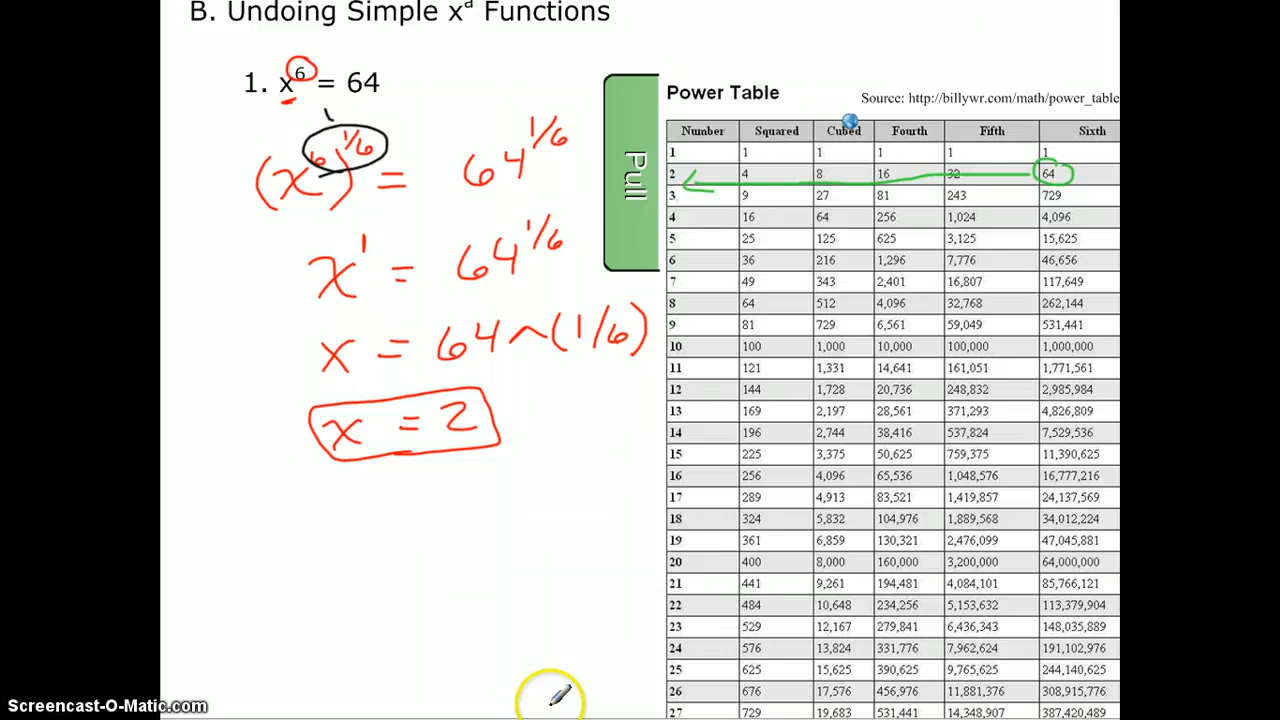 B. Undoing Simple xᵃ Functions
1. x⁶ = 64
(x⁶)^1/6 = 64^1/6
1
x¹ = 64^1/6
x = 64^(1/6)
x = 2
Pull
Power Table
Source: http://billywr.com/math/power_table
Number Squared Cubed Fourth Fifth Sixth
1 1 1 1 1 1
2 4 8 16 32 64
3 9 27 81 243 729
4 16 64 256 1,024 4,096
5 25 125 625 3,125 15,625
6 36 216 1,296 7,776 46,656
7 49 343 2,401 16,807 117,649
8 64 512 4,096 32,768 262,144
9 81 729 6,561 59,049 531,441
10 100 1,000 10,000 100,000 1,000,000
11 121 1,331 14,641 161,051 1,771,561
12 144 1,728 20,736 248,832 2,985,984
13 169 2,197 28,561 371,293 4,826,809
14 196 2,744 38,416 537,824 7,529,536
15 225 3,375 50,625 759,375 11,390,625
16 256 4,096 65,536 1,048,576 16,777,216
17 289 4,913 83,521 1,419,857 24,137,569
18 324 5,832 104,976 1,889,568 34,012,224
19 361 6,859 130,321 2,476,099 47,045,881
20 400 8,000 160,000 3,200,000 64,000,000
21 441 9,261 194,481 4,084,101 85,766,121
22 484 10,648 234,256 5,153,632 113,379,904
23 529 12,167 279,841 6,436,343 148,035,889
24 576 13,824 331,776 7,962,624 191,102,976
25 625 15,625 390,625 9,765,625 244,140,625
26 676 17,576 456,976 11,881,376 308,915,776
27 729 19,683 531,441 14,348,907 387,420,489
Screencast-O-Matic.com